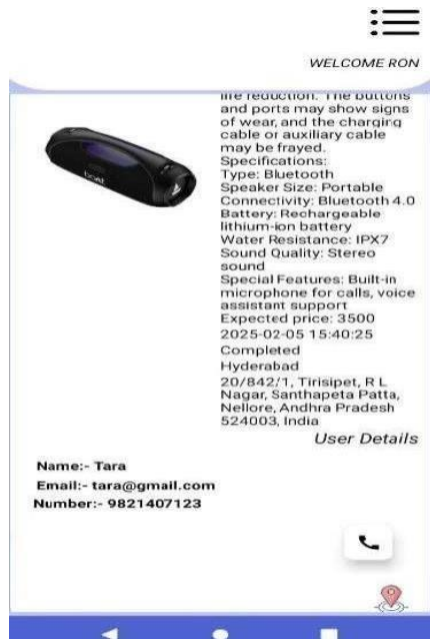 WELCOME RON
life reduction. The buttons
and ports may show signs
of wear, and the charging
cable or auxiliary cable
may be frayed.
Specifications:
Type: Bluetooth
Speaker Size: Portable
Connectivity: Bluetooth 4.0
Battery: Rechargeable
lithium-ion battery
Water Resistance: IPX7
Sound Quality: Stereo
sound
Special Features: Built-in
microphone for calls, voice
assistant support
Expected price: 3500
2025-02-05 15:40:25
Completed
Hyderabad
20/842/1, Tirisipet, R L
Nagar, Santhapeta Patta,
Nellore, Andhra Pradesh
524003, India
User Details
boAt
Name:- Tara
Email:- tara@gmail.com
Number:- 9821407123